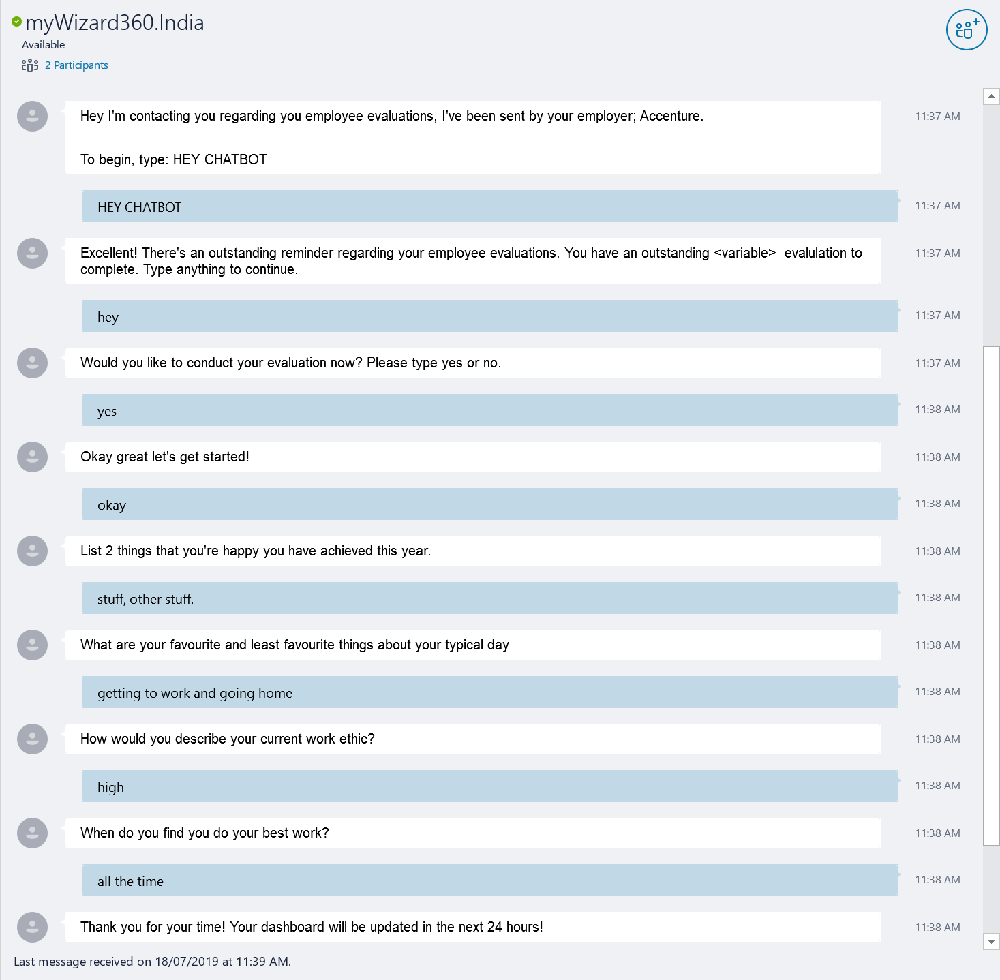 myWizard360.India
Available
2 Participants
Hey I'm contacting you regarding you employee evaluations, I've been sent by your employer; Accenture.
11:37 AM
To begin, type: HEY CHATBOT
HEY CHATBOT
11:37 AM
Excellent! There's an outstanding reminder regarding your employee evaluations. You have an outstanding <variable>  evalulation to
11:37 AM
complete. Type anything to continue.
hey
11:37 AM
Would you like to conduct your evaluation now? Please type yes or no.
11:37 AM
yes
11:38 AM
Okay great let's get started!
11:38 AM
okay
11:38 AM
List 2 things that you're happy you have achieved this year.
11:38 AM
stuff, other stuff.
11:38 AM
What are your favourite and least favourite things about your typical day
11:38 AM
getting to work and going home
11:38 AM
How would you describe your current work ethic?
11:38 AM
high
11:38 AM
When do you find you do your best work?
11:38 AM
all the time
11:38 AM
Thank you for your time! Your dashboard will be updated in the next 24 hours!
11:38 AM
Last message received on 18/07/2019 at 11:39 AM.